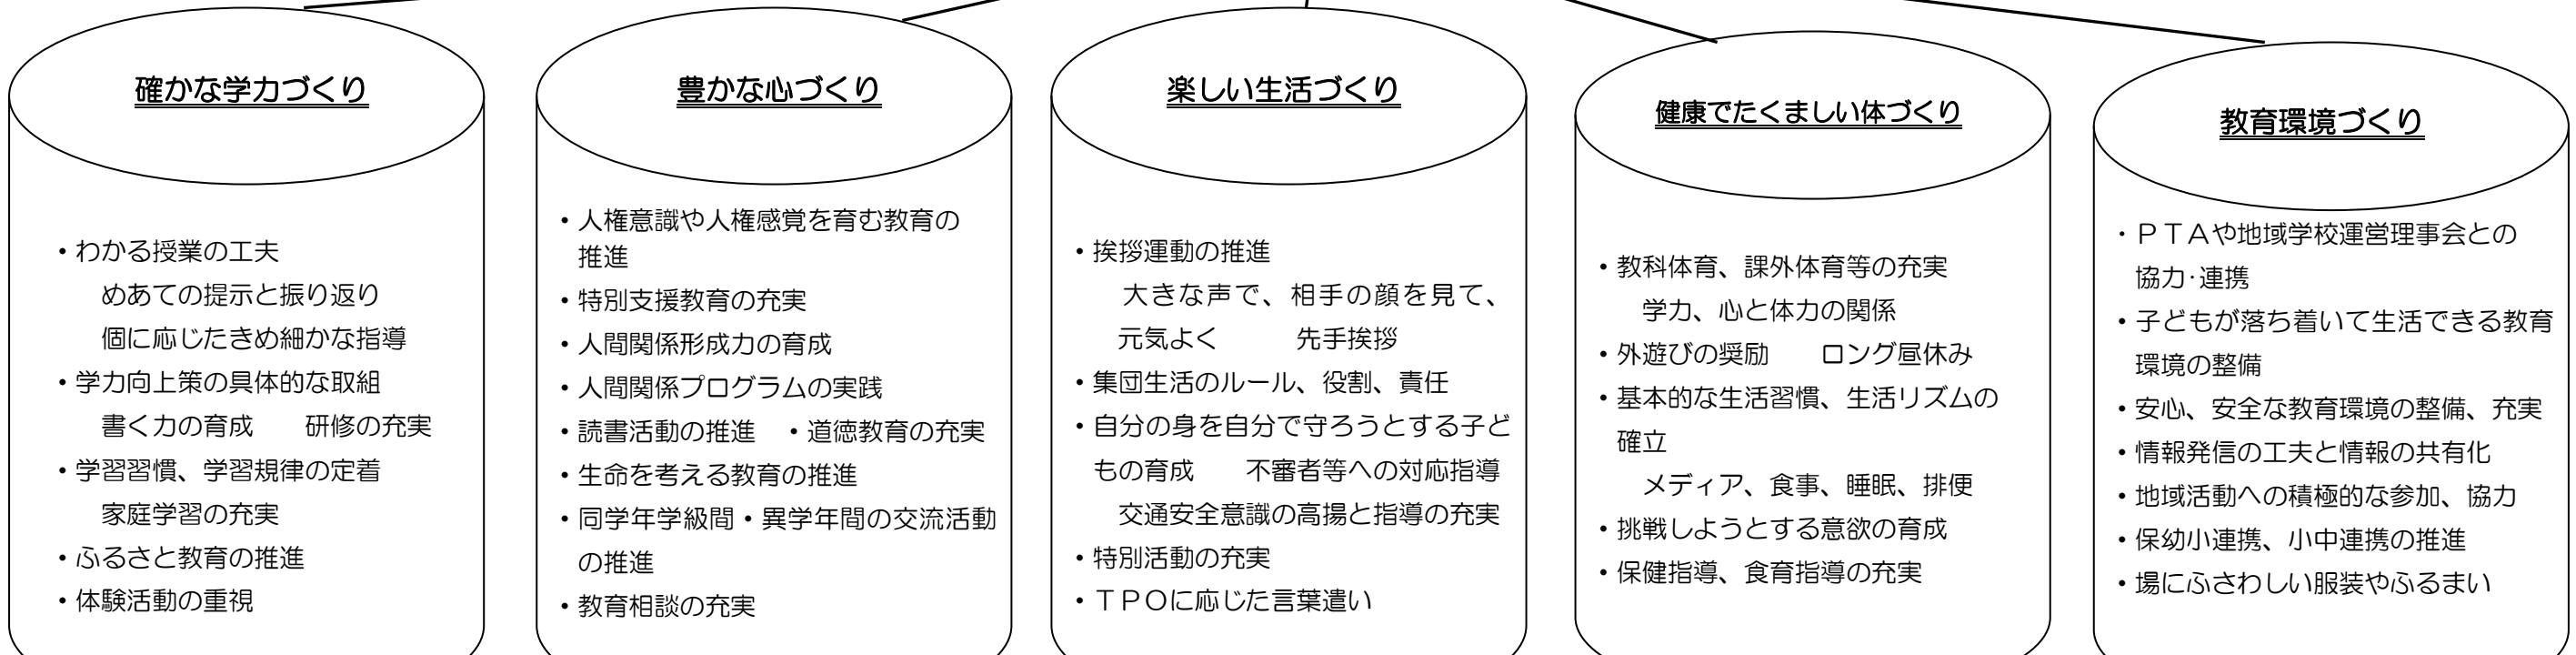 確かな学力づくり
・わかる授業の工夫
めあての提示と振り返り
個に応じたきめ細かな指導
・学力向上策の具体的な取組
書く力の育成　　研修の充実
・学習習慣、学習規律の定着
家庭学習の充実
・ふるさと教育の推進
・体験活動の重視
豊かな心づくり
・人権意識や人権感覚を育む教育の
推進
・特別支援教育の充実
・人間関係形成力の育成
・人間関係プログラムの実践
・読書活動の推進　・道徳教育の充実
・生命を考える教育の推進
・同学年学級間・異学年間の交流活動
の推進
・教育相談の充実
楽しい生活づくり
・挨拶運動の推進
大きな声で、相手の顔を見て、
元気よく　　　先手挨拶
・集団生活のルール、役割、責任
・自分の身を自分で守ろうとする子ど
もの育成　　不審者等への対応指導
交通安全意識の高揚と指導の充実
・特別活動の充実
・ＴＰＯに応じた言葉遣い
健康でたくましい体づくり
・教科体育、課外体育等の充実
学力、心と体力の関係
・外遊びの奨励　　ロング昼休み
・基本的な生活習慣、生活リズムの
確立
メディア、食事、睡眠、排便
・挑戦しようとする意欲の育成
・保健指導、食育指導の充実
教育環境づくり
・ＰＴＡや地域学校運営理事会との
協力･連携
・子どもが落ち着いて生活できる教育
環境の整備
・安心、安全な教育環境の整備、充実
・情報発信の工夫と情報の共有化
・地域活動への積極的な参加、協力
・保幼小連携、小中連携の推進
・場にふさわしい服装やふるまい